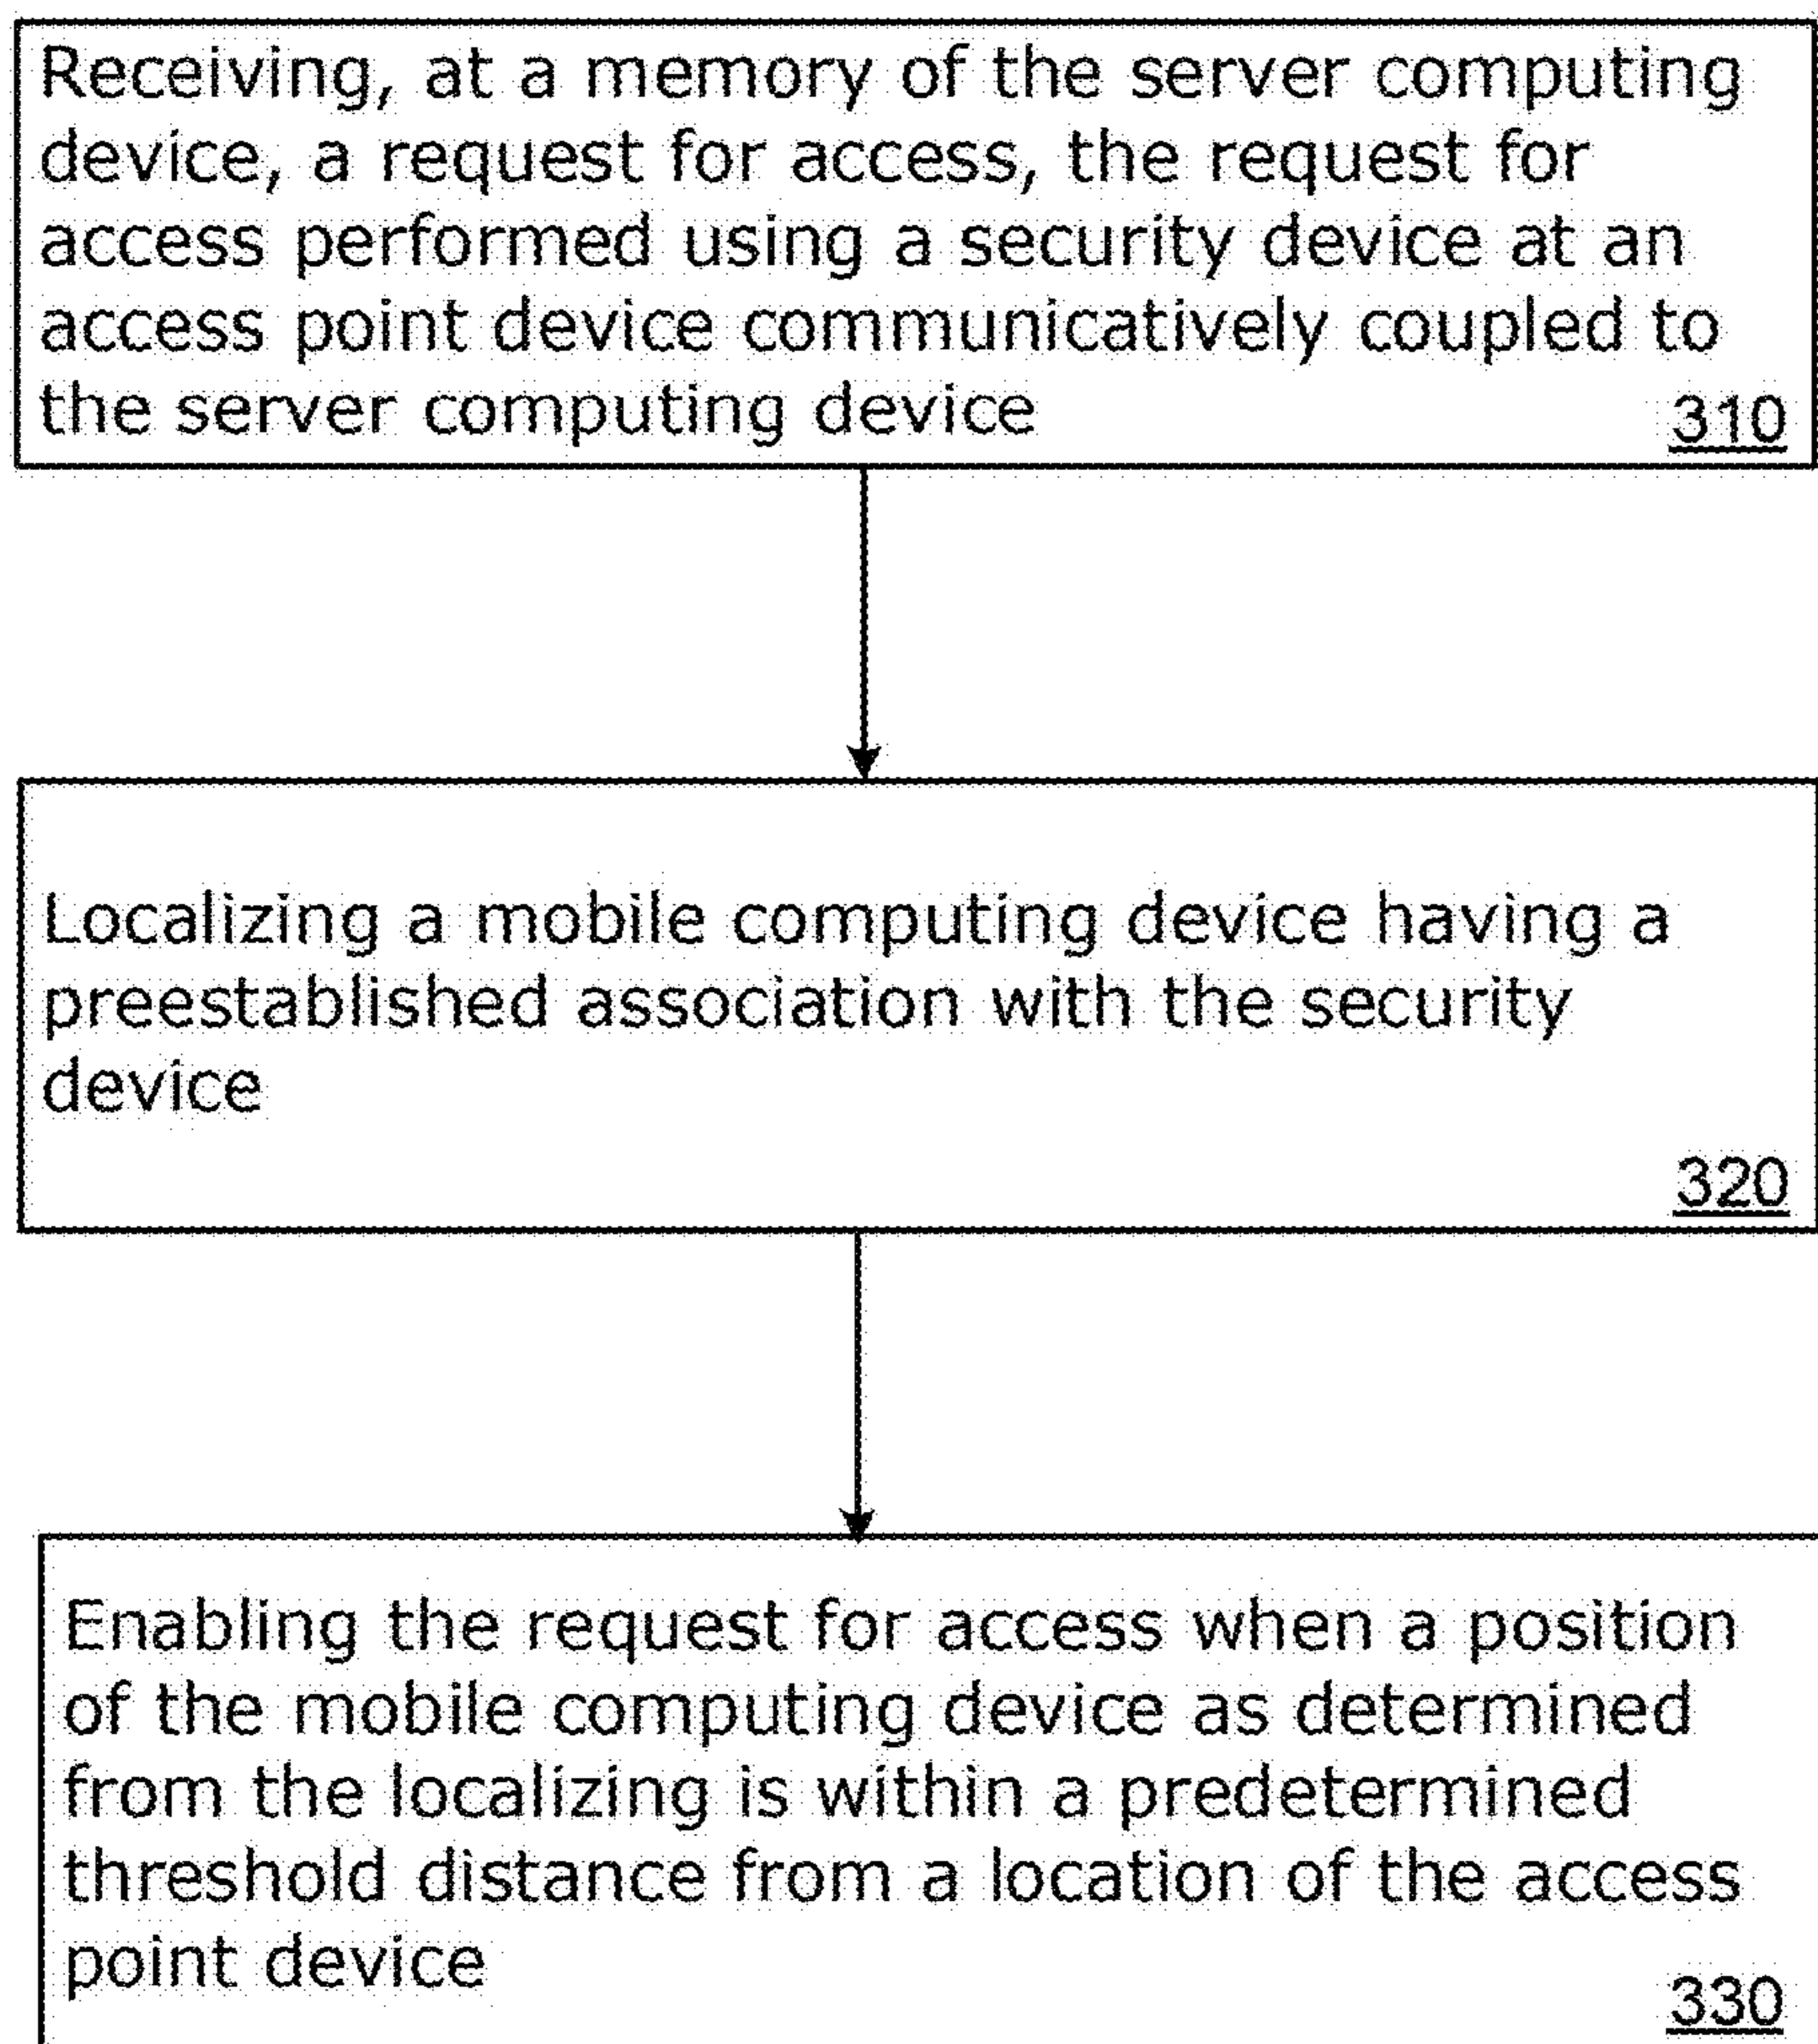 Receiving, at a memory of the server computing
device, a request for access, the request for
access performed using a security device at an
access point device communicatively coupled to
the server computing device
310
Localizing a mobile computing device having a
preestablished association with the security
device
320
Enabling the request for access when a position
of the mobile computing device as determined
from the localizing is within a predetermined
threshold distance from a location of the access
point device
330